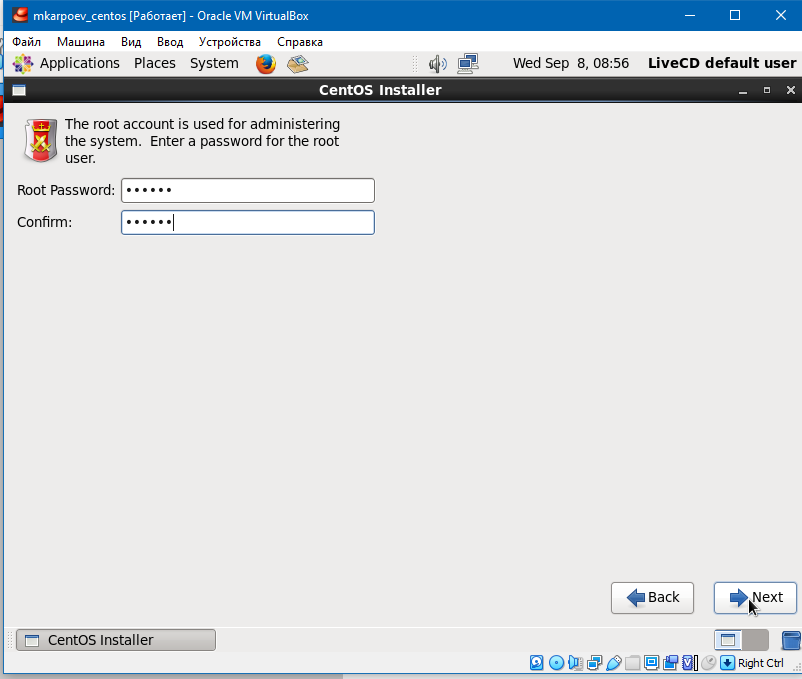 mkarpoev_centos [Работает] - Oracle VM VirtualBox
Файл Машина Вид Ввод Устройства Справка
Applications Places System Wed Sep 8, 08:56 LiveCD default user
CentOS Installer
The root account is used for administering
the system. Enter a password for the root
user.
Root Password: ••••••
Confirm: ••••••
Back Next
CentOS Installer
Right Ctrl